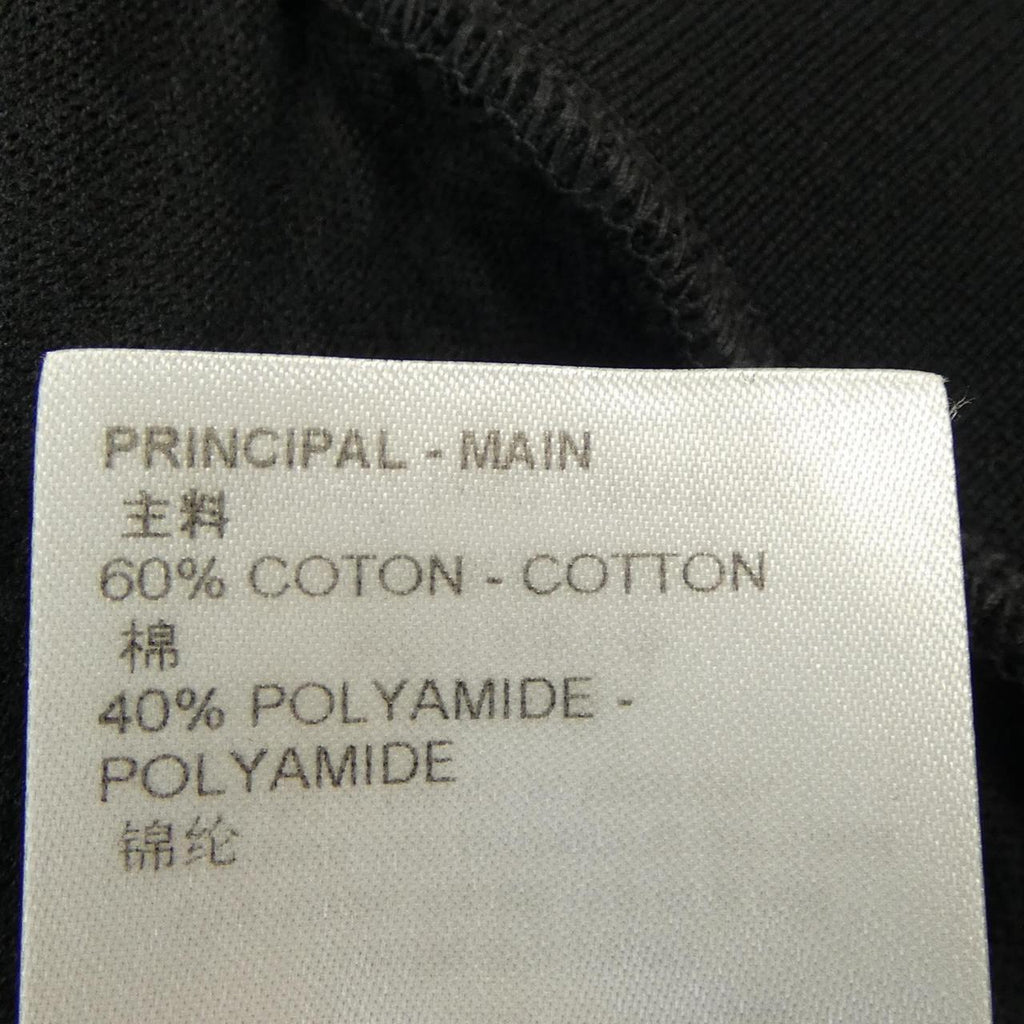 PRINCIPAL - MAIN
主料
60% COTON - COTTON
棉
40% POLYAMIDE -
POLYAMIDE
锦纶